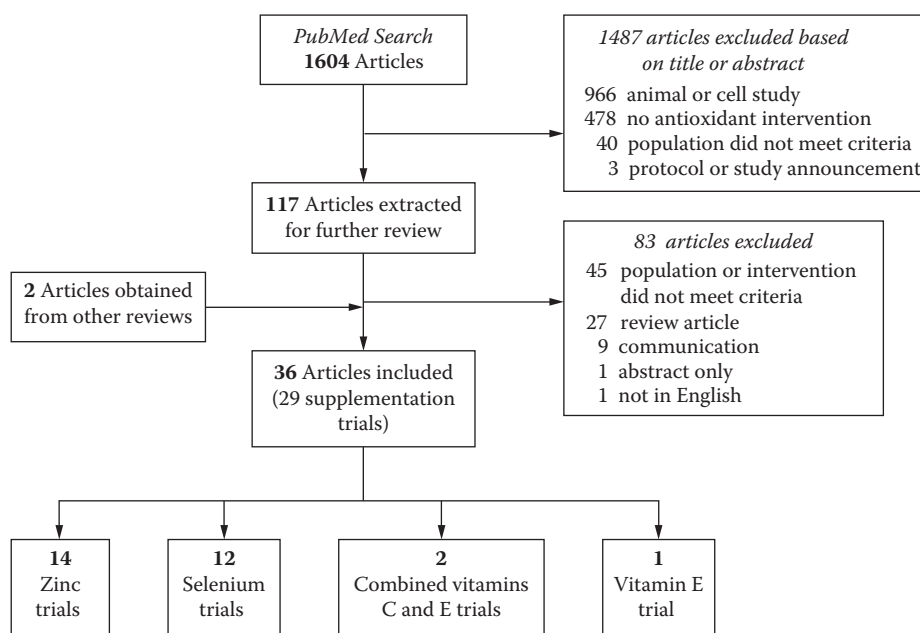 PubMed Search
1604 Articles
1487 articles excluded based
on title or abstract
966 animal or cell study
478 no antioxidant intervention
40 population did not meet criteria
3 protocol or study announcement
117 Articles extracted
for further review
83 articles excluded
45 population or intervention
did not meet criteria
27 review article
9 communication
1 abstract only
1 not in English
2 Articles obtained
from other reviews
36 Articles included
(29 supplementation
trials)
14
Zinc
trials
12
Selenium
trials
2
Combined vitamins
C and E trials
1
Vitamin E
trial